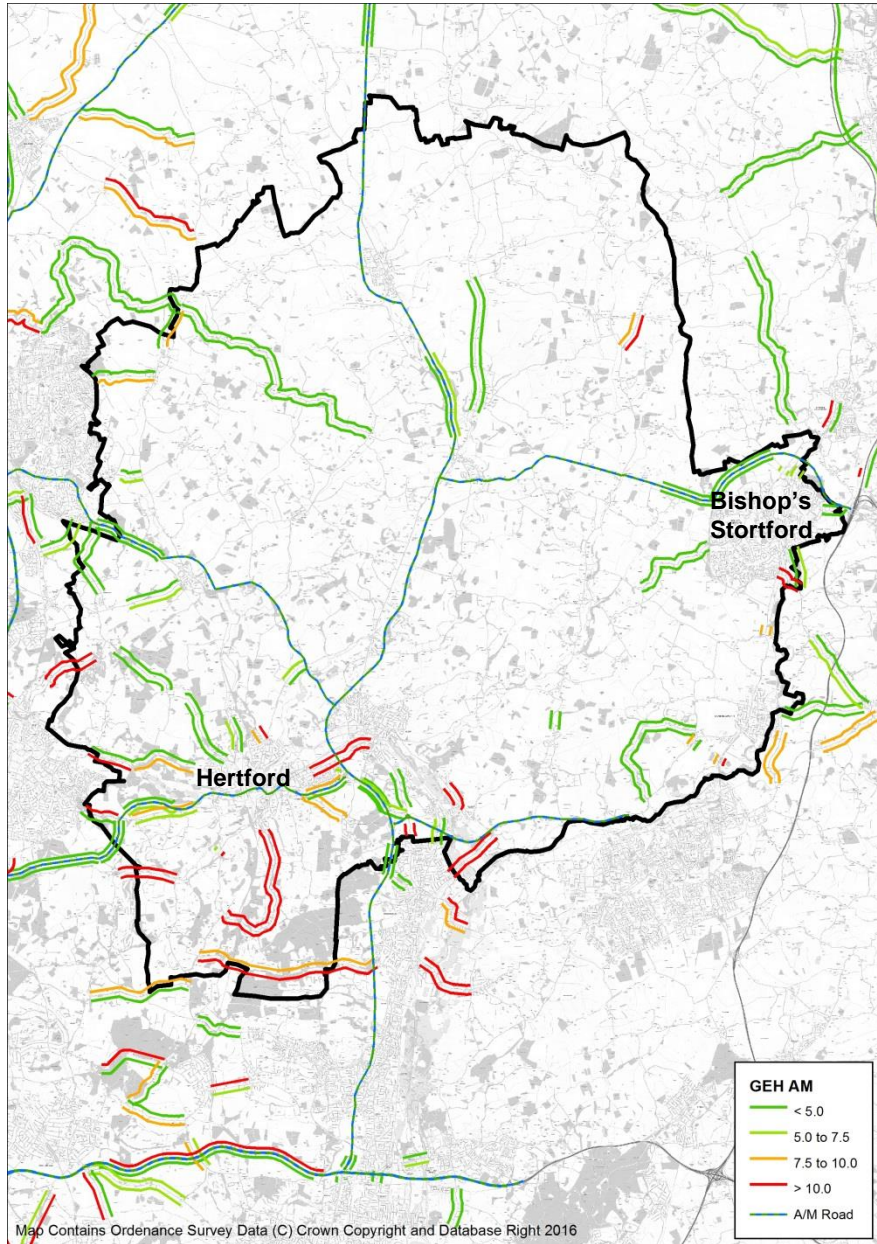 Bishop's
Stortford
Hertford
GEH AM
< 5.0
5.0 to 7.5
7.5 to 10.0
> 10.0
A/M Road
Map Contains Ordenance Survey Data (C) Crown Copyright and Database Right 2016